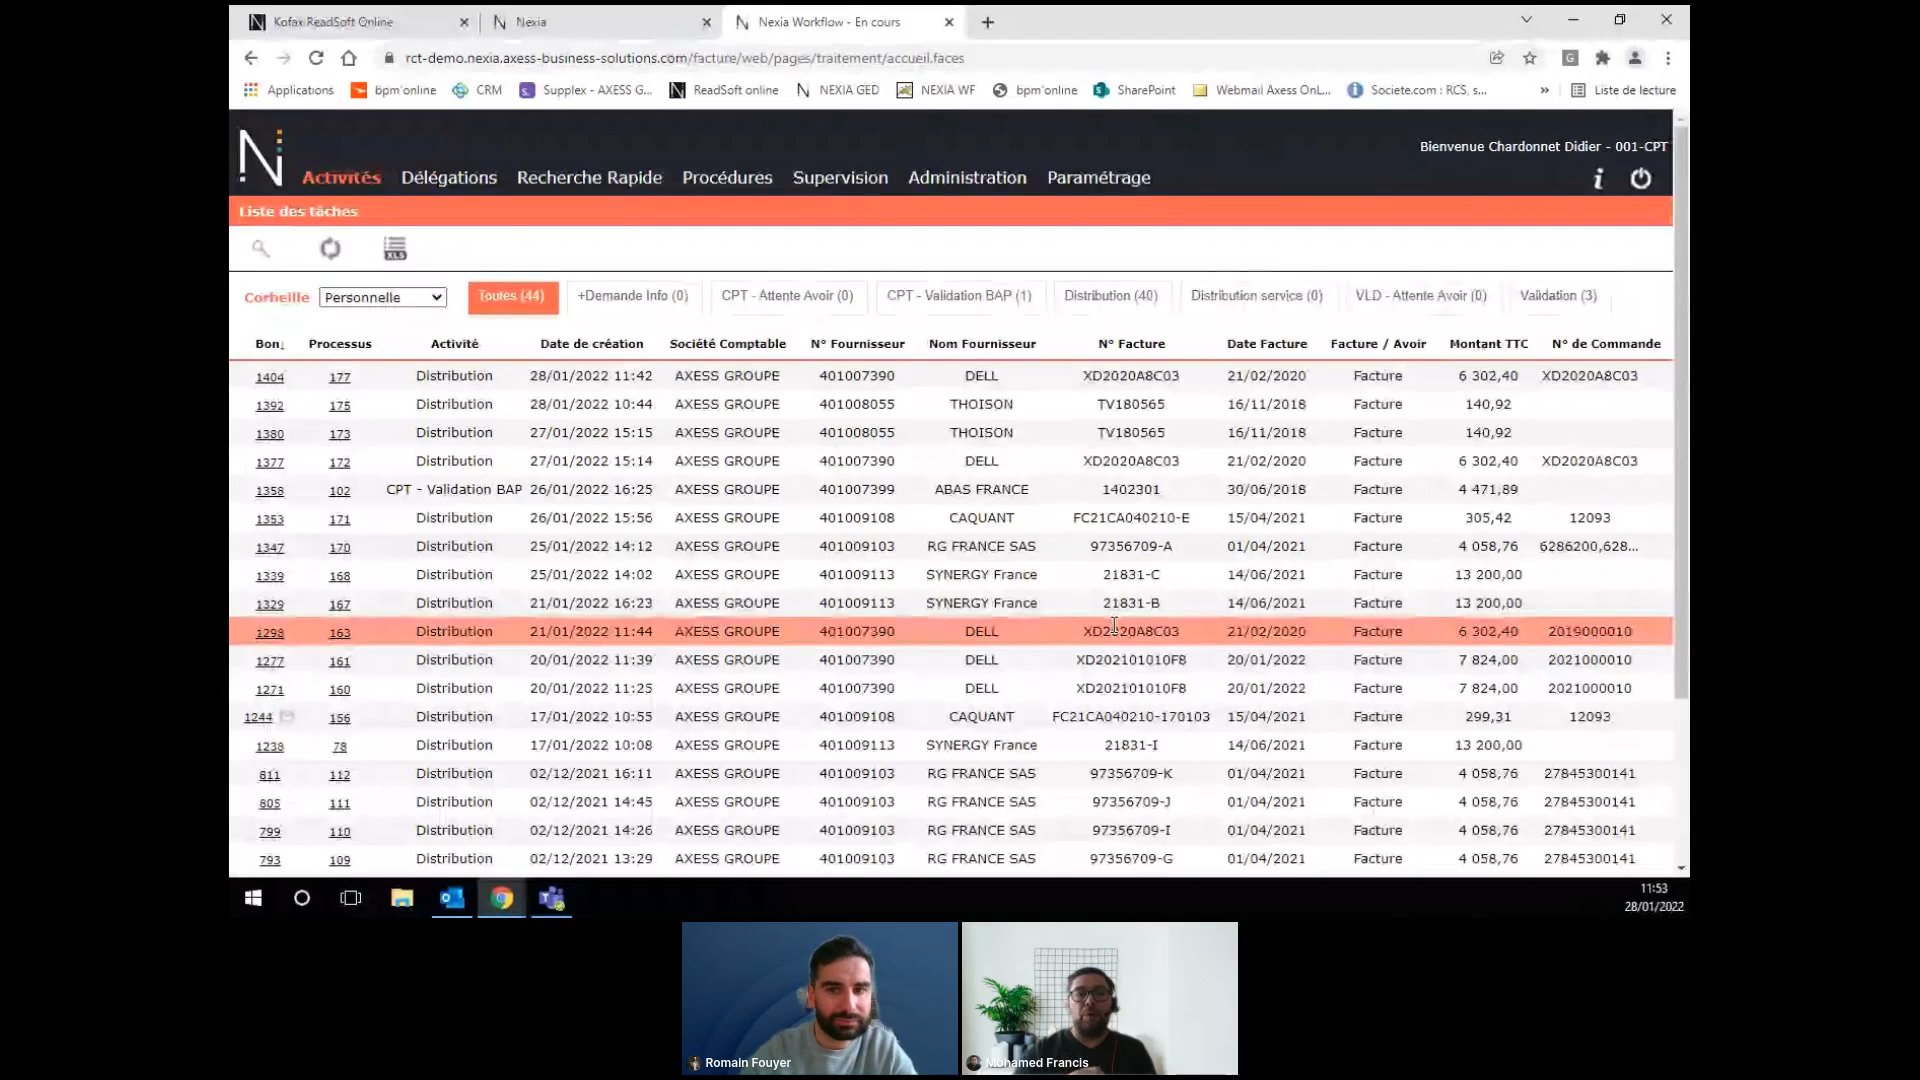 Kofax ReadSoft Online
Nexia
Nexia Workflow - En cours
rct-demo.nexia.axess-business-solutions.com/facture/web/pages/traitement/accueil.faces
Applications bpm'online CRM Supplex - AXESS G... ReadSoft online NEXIA GED NEXIA WF bpm'online SharePoint Webmail Axess OnL... Societe.com : RCS, s... » Liste de lecture
Bienvenue Chardonnet Didier - 001-CPT
Activités Délégations Recherche Rapide Procédures Supervision Administration Paramétrage
Liste des tâches
XLS
Corbeille Personnelle Toutes (44) +Demande Info (0) CPT - Attente Avoir (0) CPT - Validation BAP (1) Distribution (40) Distribution service (0) VLD - Attente Avoir (0) Validation (3)
Bon↓ Processus Activité Date de création Société Comptable N° Fournisseur Nom Fournisseur N° Facture Date Facture Facture / Avoir Montant TTC N° de Commande
1404 177 Distribution 28/01/2022 11:42 AXESS GROUPE 401007390 DELL XD2020A8C03 21/02/2020 Facture 6 302,40 XD2020A8C03
1392 175 Distribution 28/01/2022 10:44 AXESS GROUPE 401008055 THOISON TV180565 16/11/2018 Facture 140,92
1380 173 Distribution 27/01/2022 15:15 AXESS GROUPE 401008055 THOISON TV180565 16/11/2018 Facture 140,92
1377 172 Distribution 27/01/2022 15:14 AXESS GROUPE 401007390 DELL XD2020A8C03 21/02/2020 Facture 6 302,40 XD2020A8C03
1358 102 CPT - Validation BAP 26/01/2022 16:25 AXESS GROUPE 401007399 ABAS FRANCE 1402301 30/06/2018 Facture 4 471,89
1353 171 Distribution 26/01/2022 15:56 AXESS GROUPE 401009108 CAQUANT FC21CA040210-E 15/04/2021 Facture 305,42 12093
1347 170 Distribution 25/01/2022 14:12 AXESS GROUPE 401009103 RG FRANCE SAS 97356709-A 01/04/2021 Facture 4 058,76 6286200,628...
1339 168 Distribution 25/01/2022 14:02 AXESS GROUPE 401009113 SYNERGY France 21831-C 14/06/2021 Facture 13 200,00
1329 167 Distribution 21/01/2022 16:23 AXESS GROUPE 401009113 SYNERGY France 21831-B 14/06/2021 Facture 13 200,00
1298 163 Distribution 21/01/2022 11:44 AXESS GROUPE 401007390 DELL XD2020A8C03 21/02/2020 Facture 6 302,40 2019000010
1277 161 Distribution 20/01/2022 11:39 AXESS GROUPE 401007390 DELL XD202101010F8 20/01/2022 Facture 7 824,00 2021000010
1271 160 Distribution 20/01/2022 11:25 AXESS GROUPE 401007390 DELL XD202101010F8 20/01/2022 Facture 7 824,00 2021000010
1244 156 Distribution 17/01/2022 10:55 AXESS GROUPE 401009108 CAQUANT FC21CA040210-170103 15/04/2021 Facture 299,31 12093
1238 78 Distribution 17/01/2022 10:08 AXESS GROUPE 401009113 SYNERGY France 21831-I 14/06/2021 Facture 13 200,00
811 112 Distribution 02/12/2021 16:11 AXESS GROUPE 401009103 RG FRANCE SAS 97356709-K 01/04/2021 Facture 4 058,76 27845300141
805 111 Distribution 02/12/2021 14:45 AXESS GROUPE 401009103 RG FRANCE SAS 97356709-J 01/04/2021 Facture 4 058,76 27845300141
799 110 Distribution 02/12/2021 14:26 AXESS GROUPE 401009103 RG FRANCE SAS 97356709-I 01/04/2021 Facture 4 058,76 27845300141
793 109 Distribution 02/12/2021 13:29 AXESS GROUPE 401009103 RG FRANCE SAS 97356709-G 01/04/2021 Facture 4 058,76 27845300141
11:53
28/01/2022
Romain Fouyer
Mohamed Francis